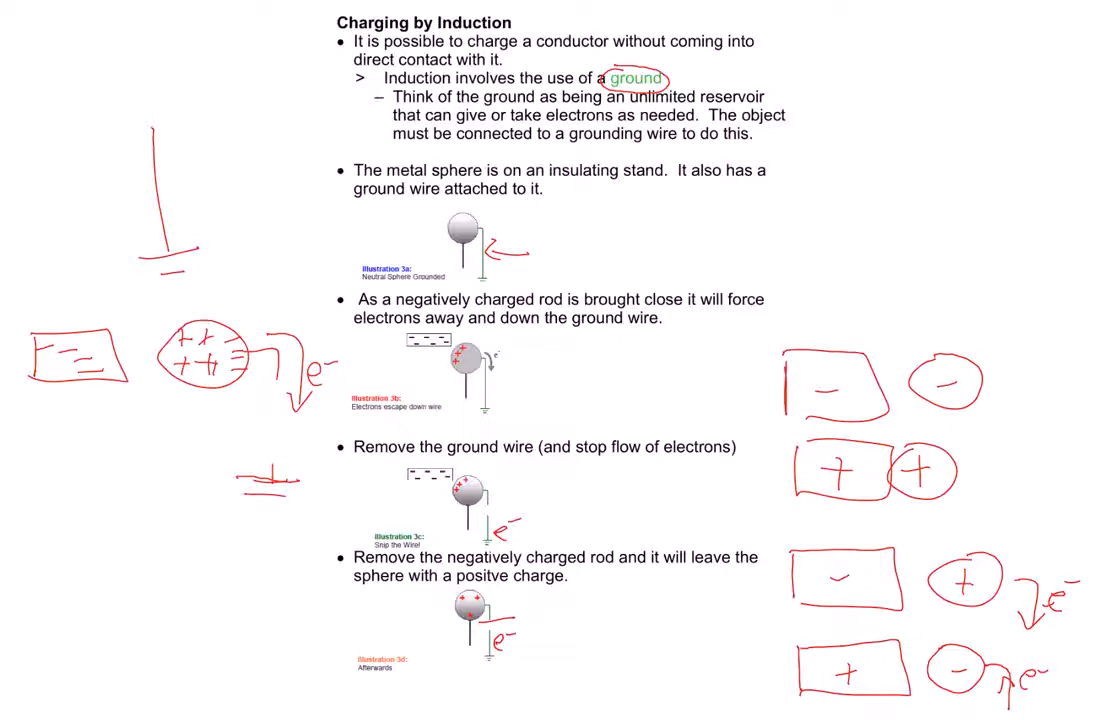 Charging by Induction
• It is possible to charge a conductor without coming into
direct contact with it.
> Induction involves the use of a ground
– Think of the ground as being an unlimited reservoir
that can give or take electrons as needed. The object
must be connected to a grounding wire to do this.
• The metal sphere is on an insulating stand. It also has a
ground wire attached to it.
Illustration 3a:
Neutral Sphere Grounded
• As a negatively charged rod is brought close it will force
electrons away and down the ground wire.
- - - - - -
+ + +
e-
Illustration 3b:
Electrons escape down wire
++ -
+++ -
e-
- -
+ +
• Remove the ground wire (and stop flow of electrons)
- - - - - -
+ + +
e-
Illustration 3c:
Snip the Wire!
• Remove the negatively charged rod and it will leave the
sphere with a positve charge.
+ +
+
e-
Illustration 3d:
Afterwards
- + e-
+ - e-